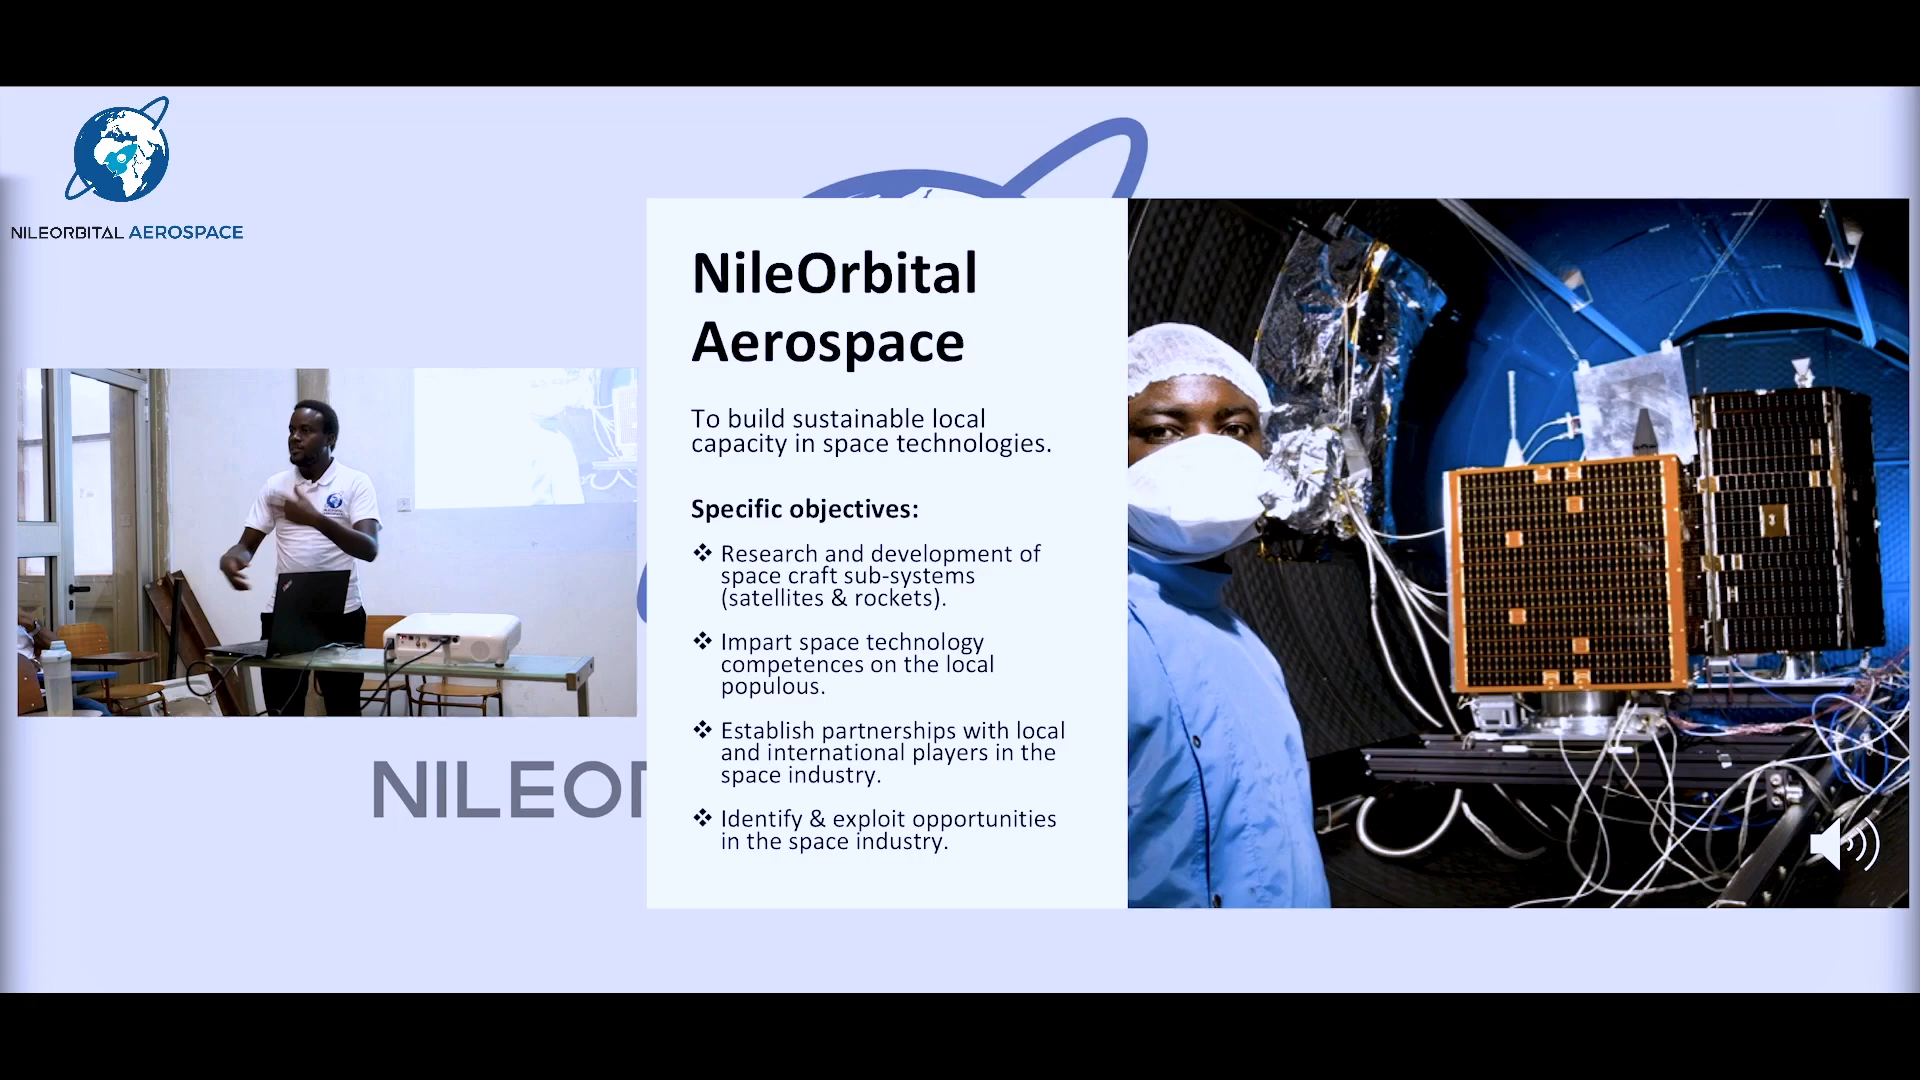 NILEORBITAL AEROSPACE
NileOrbital
Aerospace
To build sustainable local
capacity in space technologies.
Specific objectives:
❖ Research and development of
space craft sub-systems
(satellites & rockets).
❖ Impart space technology
competences on the local
populous.
❖ Establish partnerships with local
and international players in the
space industry.
❖ Identify & exploit opportunities
in the space industry.
NILEO